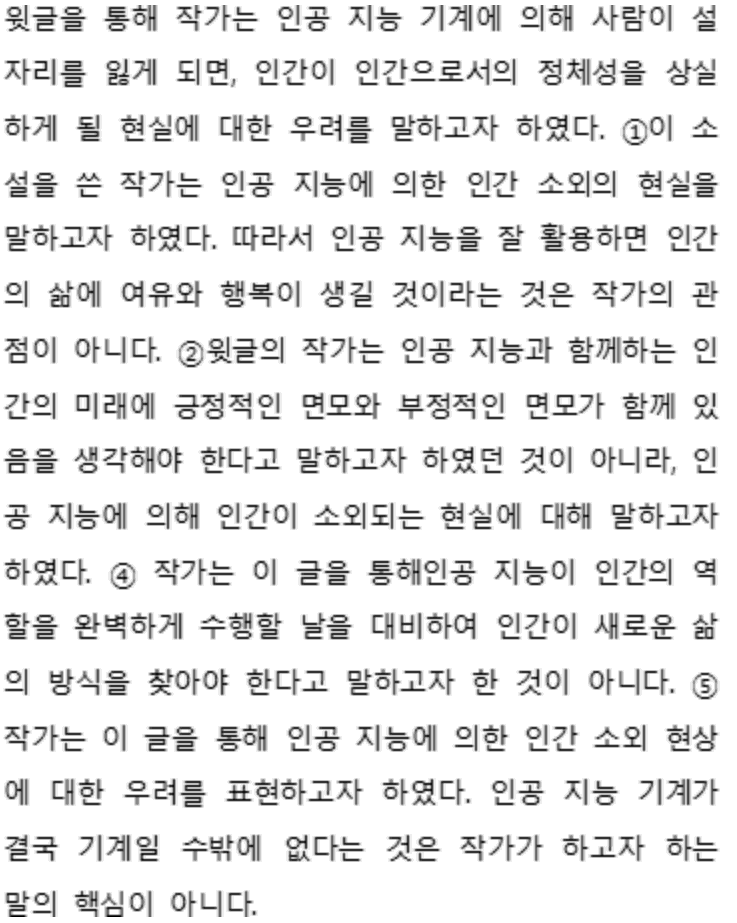 윗글을 통해 작가는 인공 지능 기계에 의해 사람이 설
자리를 잃게 되면, 인간이 인간으로서의 정체성을 상실
하게 될 현실에 대한 우려를 말하고자 하였다. ①이 소
설을 쓴 작가는 인공 지능에 의한 인간 소외의 현실을
말하고자 하였다. 따라서 인공 지능을 잘 활용하면 인간
의 삶에 여유와 행복이 생길 것이라는 것은 작가의 관
점이 아니다. ②윗글의 작가는 인공 지능과 함께하는 인
간의 미래에 긍정적인 면모와 부정적인 면모가 함께 있
음을 생각해야 한다고 말하고자 하였던 것이 아니라, 인
공 지능에 의해 인간이 소외되는 현실에 대해 말하고자
하였다. ④ 작가는 이 글을 통해인공 지능이 인간의 역
할을 완벽하게 수행할 날을 대비하여 인간이 새로운 삶
의 방식을 찾아야 한다고 말하고자 한 것이 아니다. ⑤
작가는 이 글을 통해 인공 지능에 의한 인간 소외 현상
에 대한 우려를 표현하고자 하였다. 인공 지능 기계가
결국 기계일 수밖에 없다는 것은 작가가 하고자 하는
말의 핵심이 아니다.